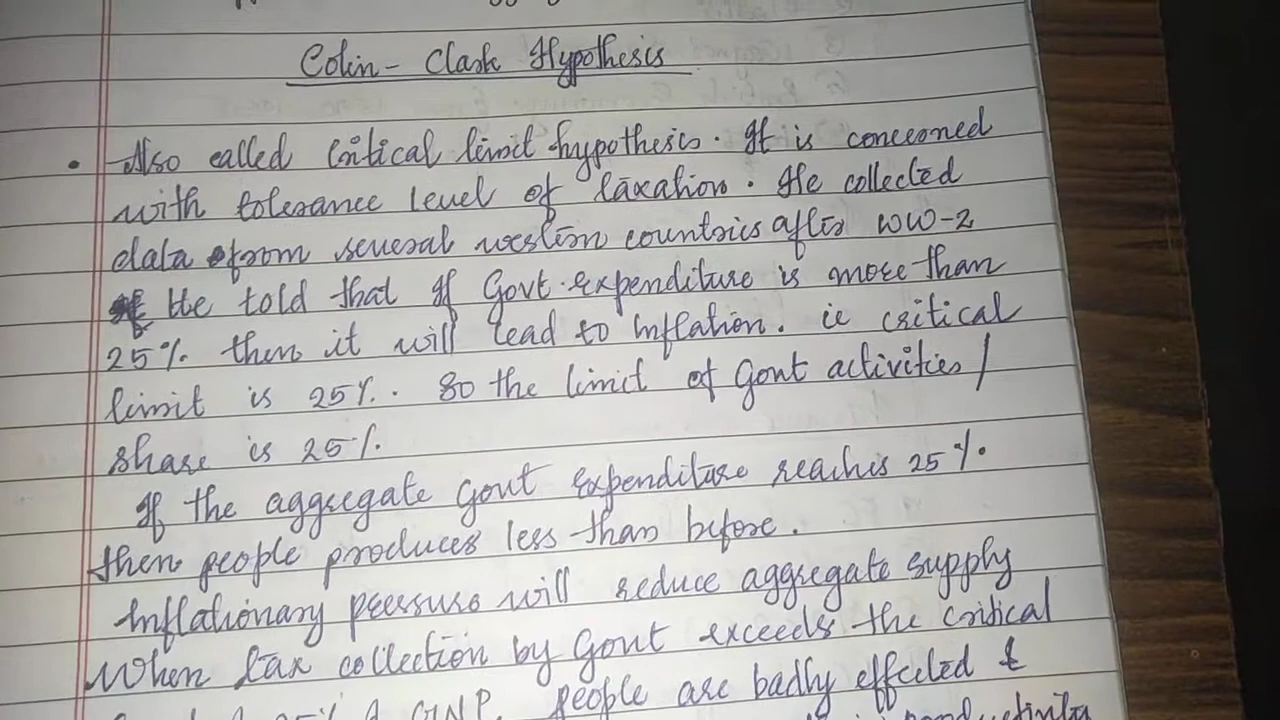 Colin - Clark Hypothesis
• Also called Critical limit hypothesis. It is concerned
with tolerance level of taxation. He collected
data from several western countries after WW-2
He told that if Govt. expenditure is more than
25% then it will lead to inflation. ie critical
limit is 25%. So the limit of Govt activities /
share is 25%.
If the aggregate Govt expenditure reaches 25%.
then people produces less than before.
Inflationary pressure will reduce aggregate supply
When tax collection by Govt exceeds the critical
25% of GNP. people are badly effected &